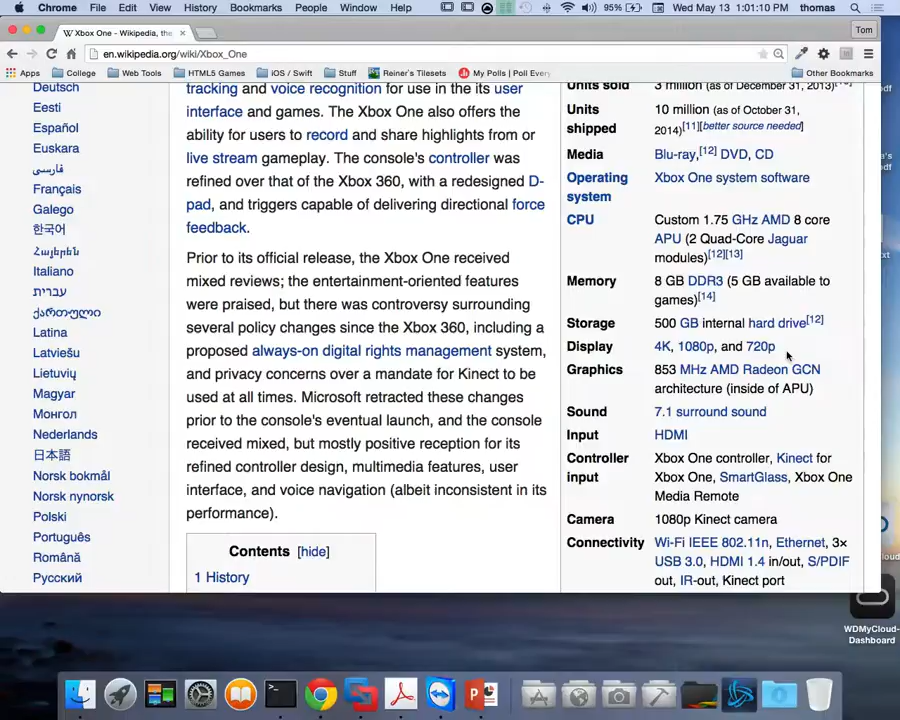 Chrome File Edit View History Bookmarks People Window Help 95% Wed May 13 1:01:10 PM thomas
Xbox One - Wikipedia, the Tom
en.wikipedia.org/wiki/Xbox_One
Apps College Web Tools HTML5 Games iOS / Swift Stuff Reiner's Tilesets My Polls | Poll Every Other Bookmarks
Deutsch
Eesti
Español
Euskara
فارسی
Français
Galego
한국어
Հայերեն
Italiano
עברית
ქართული
Latina
Latviešu
Lietuvių
Magyar
Монгол
Nederlands
日本語
Norsk bokmål
Norsk nynorsk
Polski
Português
Română
Русский
tracking and voice recognition for use in the its user
interface and games. The Xbox One also offers the
ability for users to record and share highlights from or
live stream gameplay. The console's controller was
refined over that of the Xbox 360, with a redesigned D-
pad, and triggers capable of delivering directional force
feedback.
Prior to its official release, the Xbox One received
mixed reviews; the entertainment-oriented features
were praised, but there was controversy surrounding
several policy changes since the Xbox 360, including a
proposed always-on digital rights management system,
and privacy concerns over a mandate for Kinect to be
used at all times. Microsoft retracted these changes
prior to the console's eventual launch, and the console
received mixed, but mostly positive reception for its
refined controller design, multimedia features, user
interface, and voice navigation (albeit inconsistent in its
performance).
Contents [hide]
1 History
Units sold 3 million (as of December 31, 2013)
Units 10 million (as of October 31,
shipped 2014)[11][better source needed]
Media Blu-ray,[12] DVD, CD
Operating Xbox One system software
system
CPU Custom 1.75 GHz AMD 8 core
APU (2 Quad-Core Jaguar
modules)[12][13]
Memory 8 GB DDR3 (5 GB available to
games)[14]
Storage 500 GB internal hard drive[12]
Display 4K, 1080p, and 720p
Graphics 853 MHz AMD Radeon GCN
architecture (inside of APU)
Sound 7.1 surround sound
Input HDMI
Controller Xbox One controller, Kinect for
input Xbox One, SmartGlass, Xbox One
Media Remote
Camera 1080p Kinect camera
Connectivity Wi-Fi IEEE 802.11n, Ethernet, 3×
USB 3.0, HDMI 1.4 in/out, S/PDIF
out, IR-out, Kinect port
WDMyCloud-
Dashboard